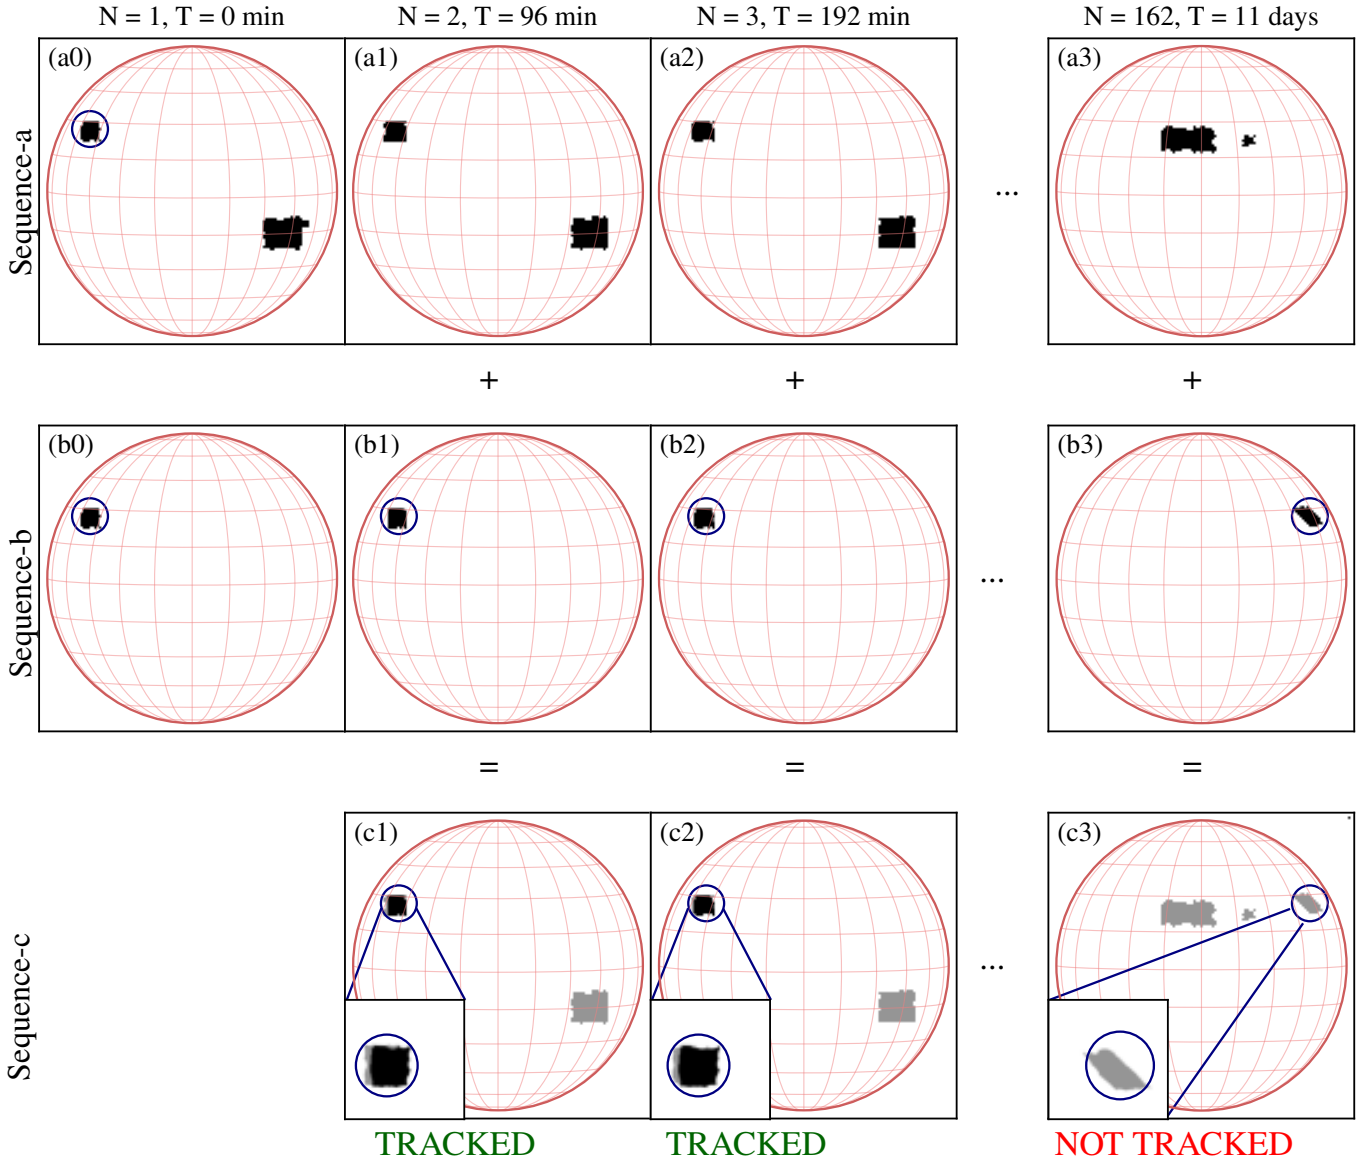 N = 1, T = 0 min
N = 2, T = 96 min
N = 3, T = 192 min
N = 162, T = 11 days
Sequence-a
(a0)
(a1)
(a2)
...
(a3)
+
+
+
Sequence-b
(b0)
(b1)
(b2)
...
(b3)
=
=
=
Sequence-c
(c1)
(c2)
...
(c3)
TRACKED
TRACKED
NOT TRACKED